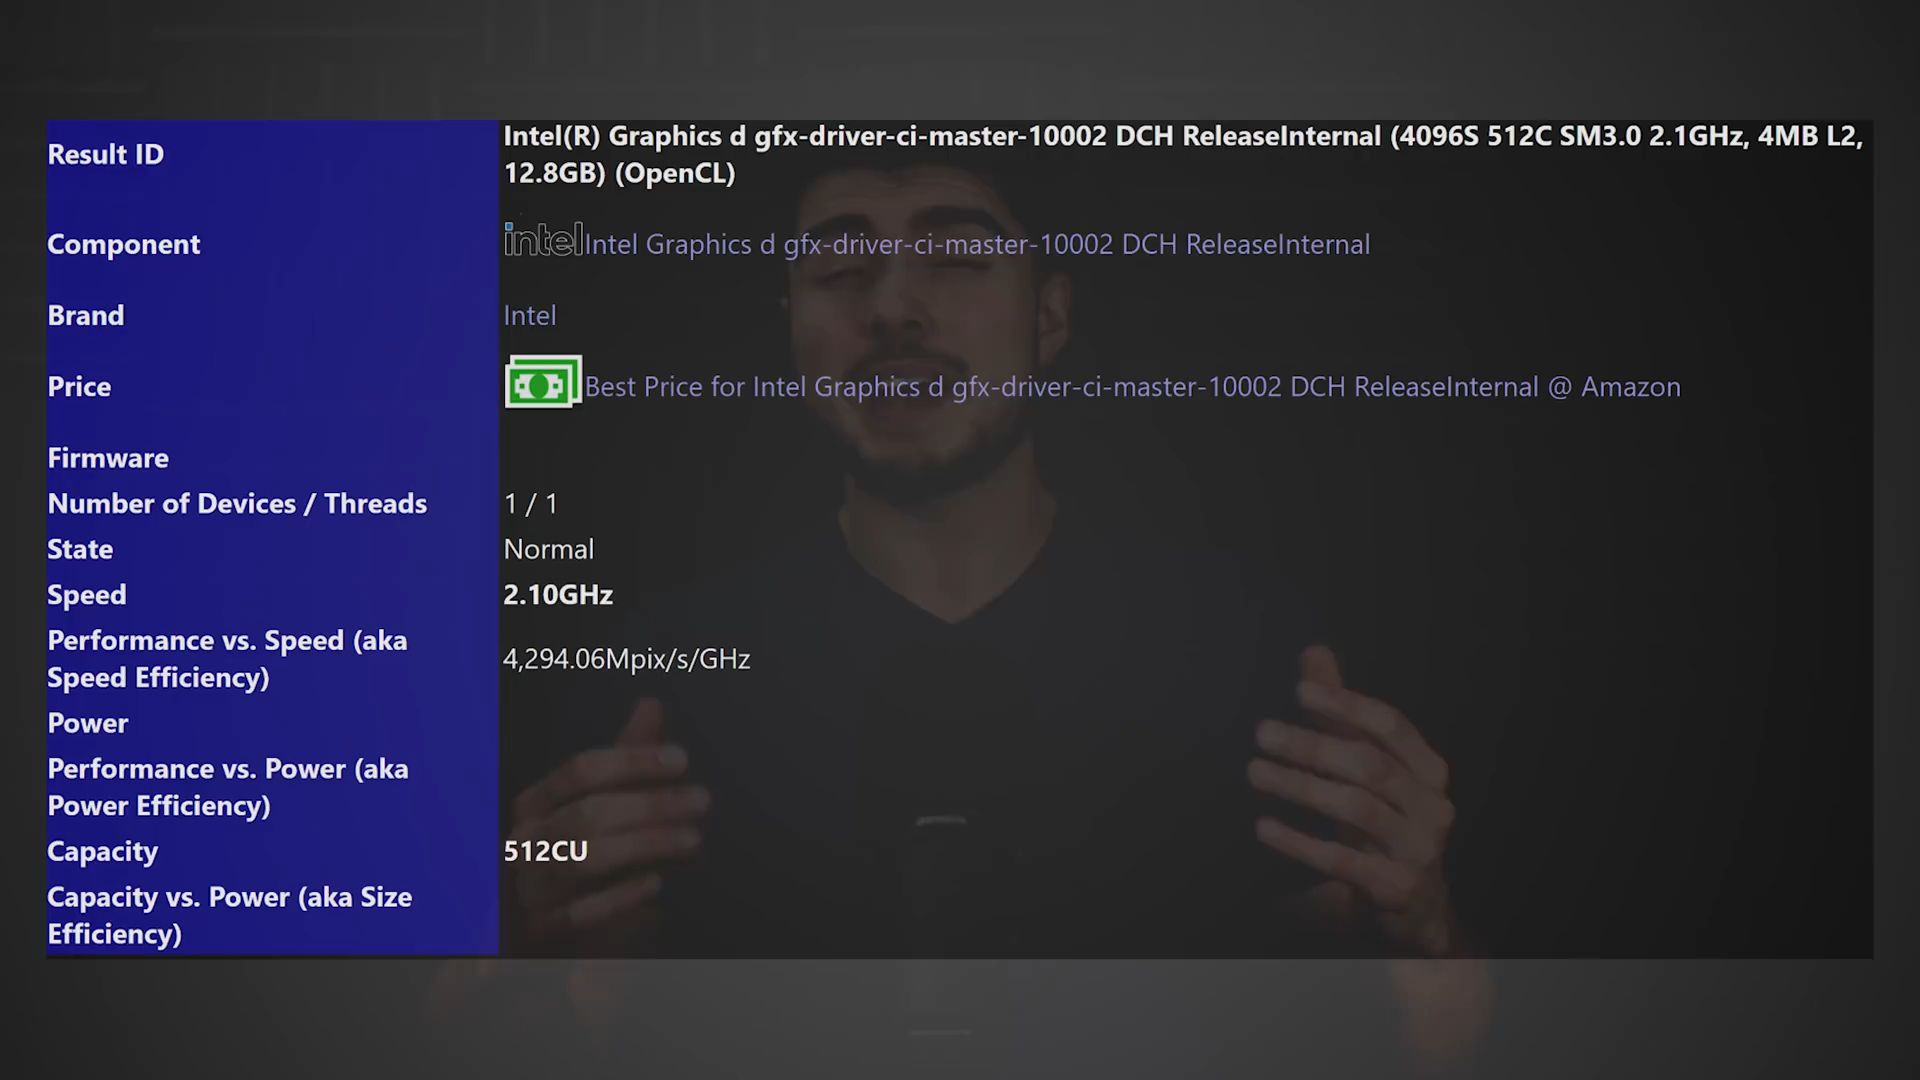 Result ID
Intel(R) Graphics d gfx-driver-ci-master-10002 DCH ReleaseInternal (4096S 512C SM3.0 2.1GHz, 4MB L2,
12.8GB) (OpenCL)
Component
intel Intel Graphics d gfx-driver-ci-master-10002 DCH ReleaseInternal
Brand
Intel
Price
Best Price for Intel Graphics d gfx-driver-ci-master-10002 DCH ReleaseInternal @ Amazon
Firmware
Number of Devices / Threads
1 / 1
State
Normal
Speed
2.10GHz
Performance vs. Speed (aka
Speed Efficiency)
4,294.06Mpix/s/GHz
Power
Performance vs. Power (aka
Power Efficiency)
Capacity
512CU
Capacity vs. Power (aka Size
Efficiency)